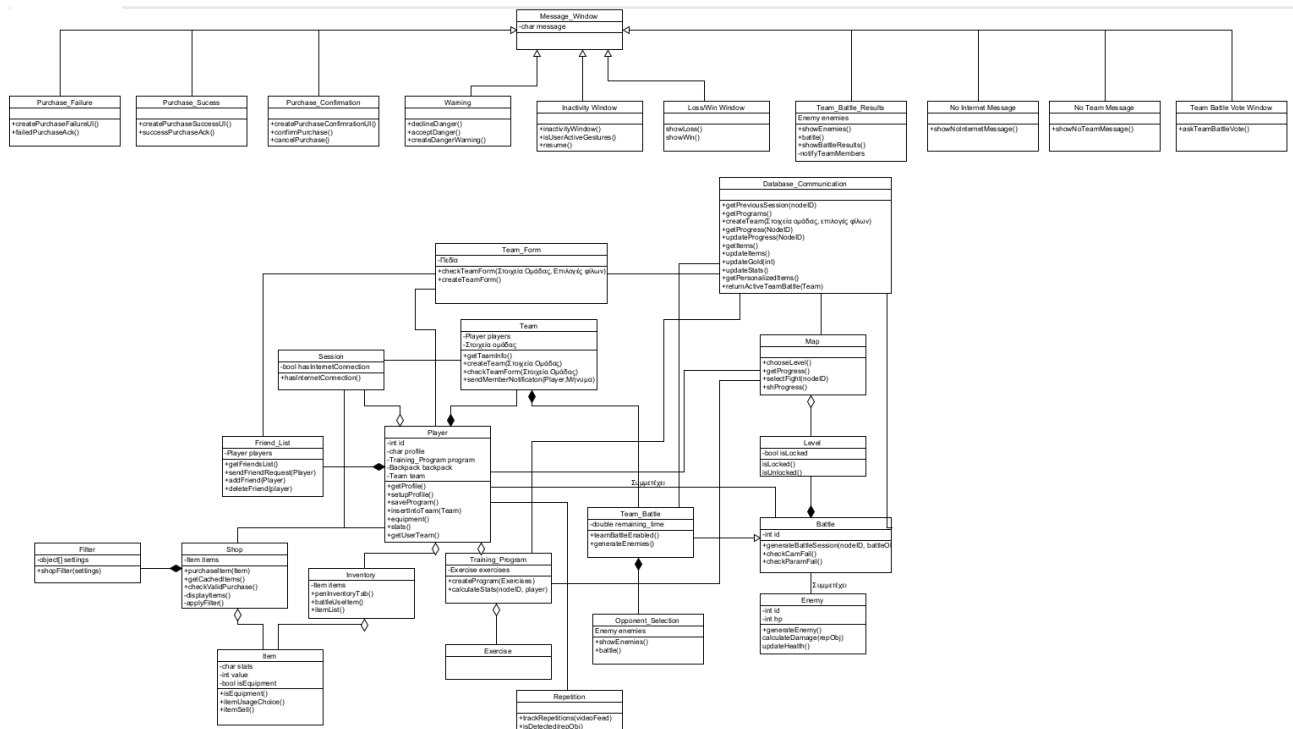 Message_Window
-char message
Purchase_Failure
+createPurchaseFailureUI()
+failedPurchaseAck()
Purchase_Sucess
+createPurchaseSuccessUI()
+successPurchaseAck()
Purchase_Confirmation
+createPurchaseConfimrationUI()
+confirmPurchase()
+cancelPurchase()
Warning
+declineDanger()
+acceptDanger()
+createDangerWarning()
Inactivity Window
+inactivityWindow()
+isUserActiveGestures()
+resume()
Loss/Win Window
showLoss()
showWin()
Team_Battle_Results
Enemy enemies
+showEnemies()
+battle()
+showBattleResults()
-notifyTeamMembers
No Internet Message
+showNoInternetMessage()
No Team Message
+showNoTeamMessage()
Team Battle Vote Window
+askTeamBattleVote()
Database_Communication
+getPreviousSession(nodeID)
+getPrograms()
+createTeam(Στοιχεία ομάδας, επιλογές φίλων)
+getProgress(NodeID)
+updateProgress(NodeID)
+getItems()
+updateItems()
+updateGold(int)
+updateStats()
+getPersonalizedItems()
+returnActiveTeamBattle(Team)
Team_Form
-Πεδία
+checkTeamForm(Στοιχεία Ομάδας, Επιλογές φίλων)
+createTeamForm()
Team
-Player players
-Στοιχεία ομάδας
+getTeamInfo()
+createTeam(Στοιχεία Ομάδας)
+checkTeamForm(Στοιχεία Ομάδας)
+sendMemberNotificaton(Player,Μήνυμα)
Session
-bool hasInternetConnection
+hasInternetConnection()
Map
+chooseLevel()
+getProgress()
+selectFight(nodeID)
+shProgress()
Friend_List
-Player players
+getFriendsList()
+sendFriendRequest(Player)
+addFriend(Player)
+deleteFriend(player)
Player
-int id
-char profile
-Training_Program program
-Backpack backpack
-Team team
+getProfile()
+setupProfile()
+saveProgram()
+insertIntoTeam(Team)
+equipment()
+stats()
+getUserTeam()
Level
-bool isLocked
isLocked()
isUnlocked()
Συμμετέχει
Team_Battle
-double remaining_time
+teamBattleEnabled()
+generateEnemies()
Battle
-int id
+generateBattleSession(nodeID, battleOl
+checkCamFail()
+checkParamFail()
Συμμετέχει
Filter
-object[] settings
+shopFilter(settings)
Shop
-Item items
+purchaseItem(Item)
+getCachedItems()
+checkValidPurchase()
-displayItems()
-applyFilter()
Inventory
-Item items
+penInventoryTab()
+battleUseItem()
+itemList()
Training_Program
-Exercise exercises
+createProgram(Exercises)
+calculateStats(nodeID, player)
Enemy
-int id
-int hp
+generateEnemy()
calculateDamage(repObj)
updateHealth()
Opponent_Selection
Enemy enemies
+showEnemies()
+battle()
Exercise
Item
-char stats
-int value
-bool isEquipment
+isEquipment()
+itemUsageChoice()
+itemSell()
Repetition
+trackRepetitions(videoFeed)
+isDetected(repObj)